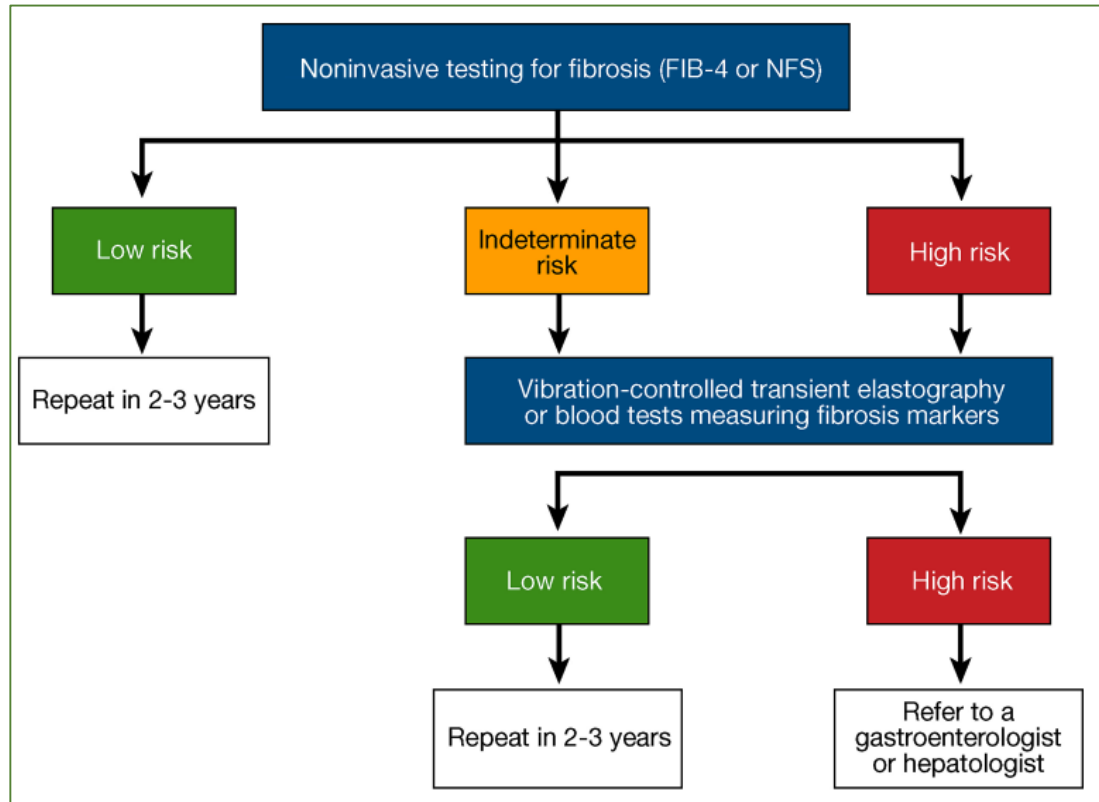 Noninvasive testing for fibrosis (FIB-4 or NFS)
Low risk
Indeterminate
risk
High risk
Repeat in 2-3 years
Vibration-controlled transient elastography
or blood tests measuring fibrosis markers
Low risk
High risk
Repeat in 2-3 years
Refer to a
gastroenterologist
or hepatologist